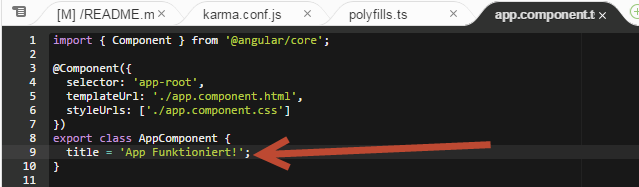 [M] /README.m karma.conf.js polyfills.ts app.component.t
1 import { Component } from '@angular/core';
2
3 @Component({
4 selector: 'app-root',
5 templateUrl: './app.component.html',
6 styleUrls: ['./app.component.css']
7 })
8 export class AppComponent {
9 title = 'App Funktioniert!';
10 }
11